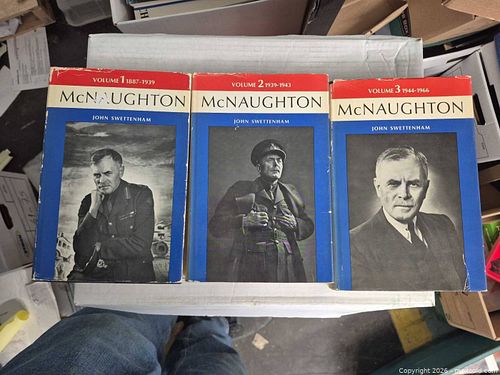 VOLUME 1 1887-1939
McNAUGHTON
JOHN SWETTENHAM
VOLUME 2 1939-1943
McNAUGHTON
JOHN SWETTENHAM
VOLUME 3 1944-1966
McNAUGHTON
JOHN SWETTENHAM